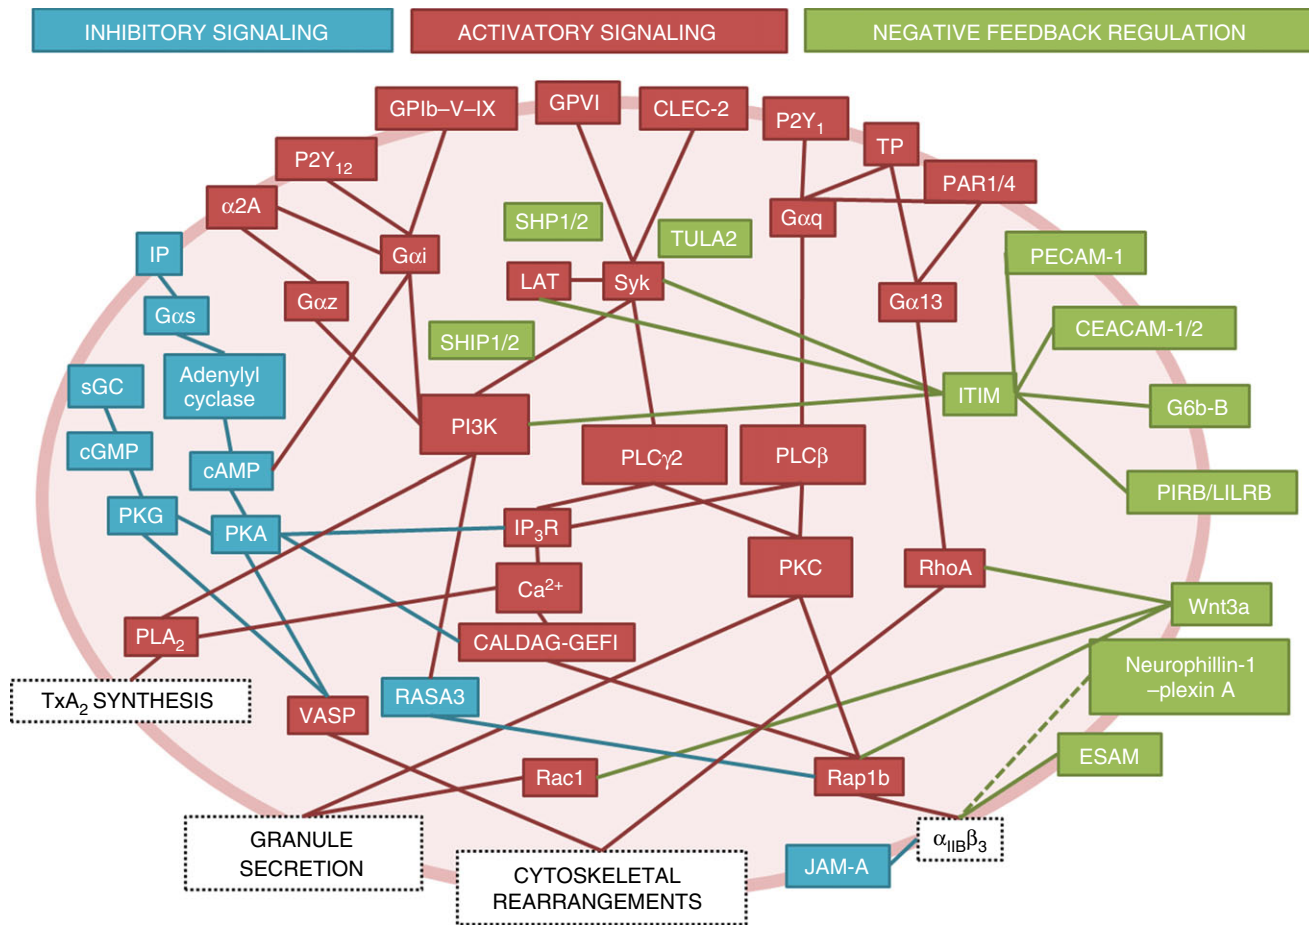 INHIBITORY SIGNALING
ACTIVATORY SIGNALING
NEGATIVE FEEDBACK REGULATION
GPIb–V–IX
GPVI
CLEC-2
P2Y₁
TP
P2Y₁₂
PAR1/4
α2A
SHP1/2
Gαq
TULA2
IP
Gαi
PECAM-1
LAT
Syk
Gαz
Gα13
Gαs
CEACAM-1/2
SHIP1/2
sGC
Adenylyl
cyclase
ITIM
G6b-B
PI3K
cGMP
cAMP
PLCγ2
PLCβ
PIRB/LILRB
PKG
PKA
IP₃R
PKC
RhoA
Ca²⁺
Wnt3a
PLA₂
CALDAG-GEFI
Neurophillin-1
–plexin A
TxA₂ SYNTHESIS
VASP
RASA3
ESAM
Rac1
Rap1b
GRANULE
SECRETION
α_IIBβ₃
JAM-A
CYTOSKELETAL
REARRANGEMENTS